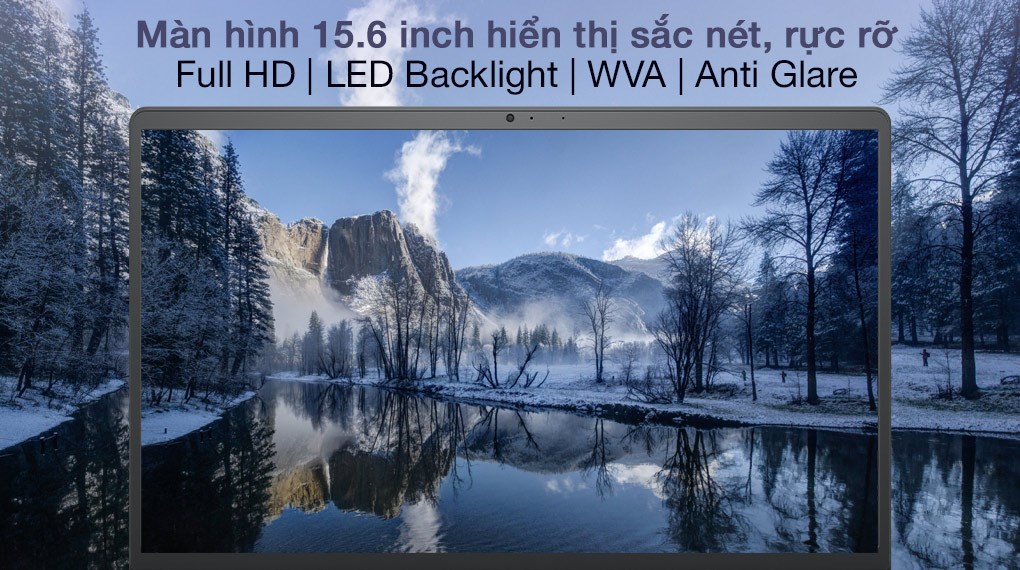 Màn hình 15.6 inch hiển thị sắc nét, rực rỡ
Full HD | LED Backlight | WVA | Anti Glare